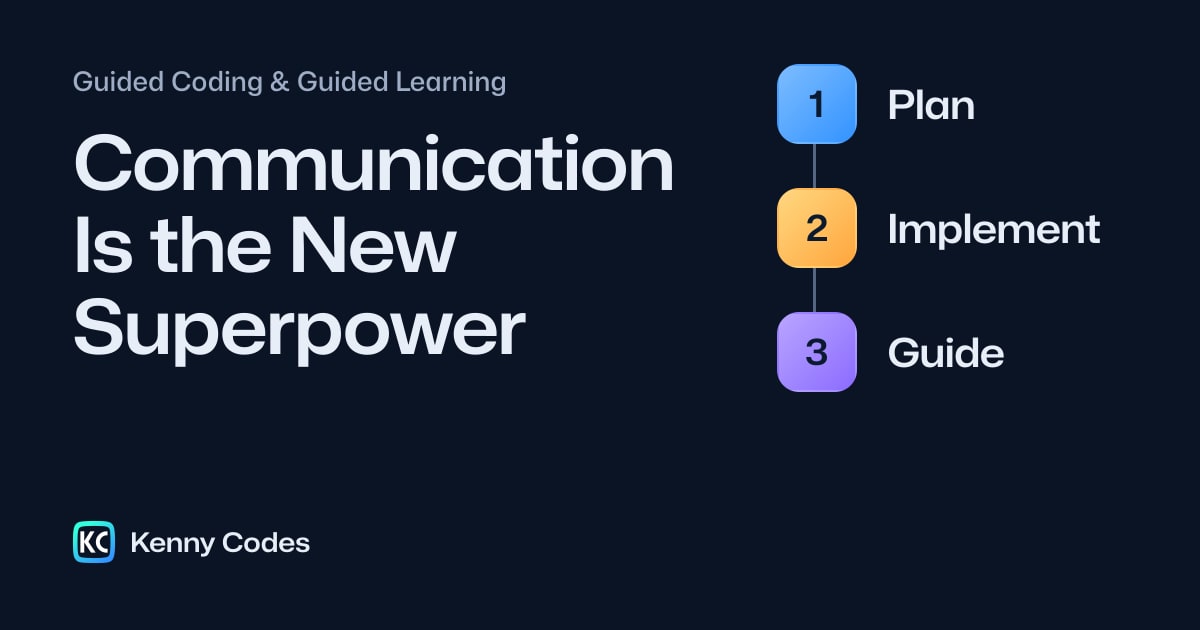 Guided Coding & Guided Learning
Communication
Is the New
Superpower
1 Plan
2 Implement
3 Guide
KC Kenny Codes